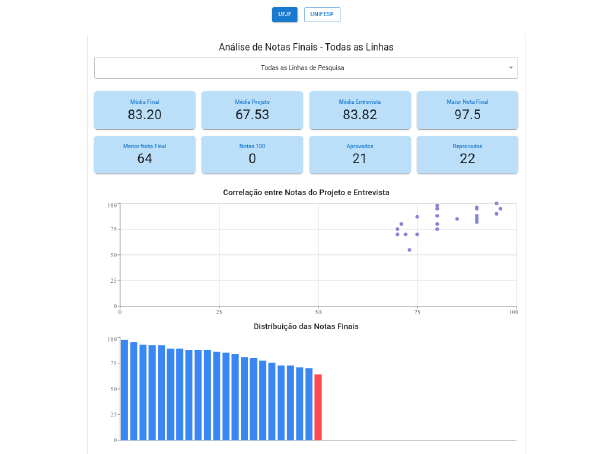 UFJF
UNIFESP
Análise de Notas Finais - Todas as Linhas
Todas as Linhas de Pesquisa
Média Final
83.20
Média Projeto
67.53
Média Entrevista
83.82
Maior Nota Final
97.5
Menor Nota Final
64
Notas 100
0
Aprovados
21
Reprovados
22
Correlação entre Notas do Projeto e Entrevista
100
75
50
25
0
0
25
50
75
100
Distribuição das Notas Finais
100
75
50
25
0